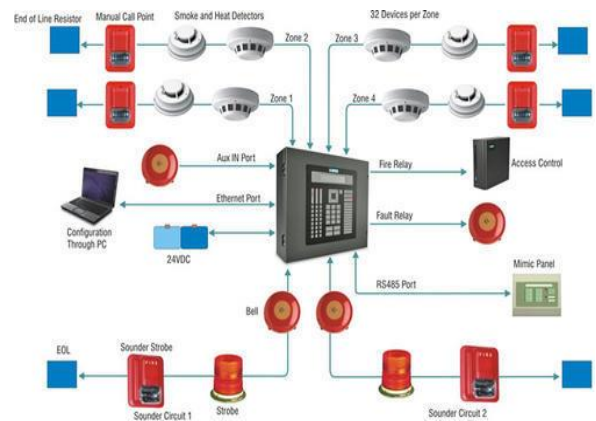 End of Line Resistor
Manual Call Point
Smoke and Heat Detectors
32 Devices per Zone
Zone 2
Zone 3
Zone 1
Zone 4
Aux IN Port
Fire Relay
Access Control
Ethernet Port
Configuration
Through PC
Fault Relay
24VDC
Mimic Panel
RS485 Port
Bell
EOL
Sounder Strobe
FIRE
FIRE
Strobe
Sounder Circuit 1
Sounder Circuit 2